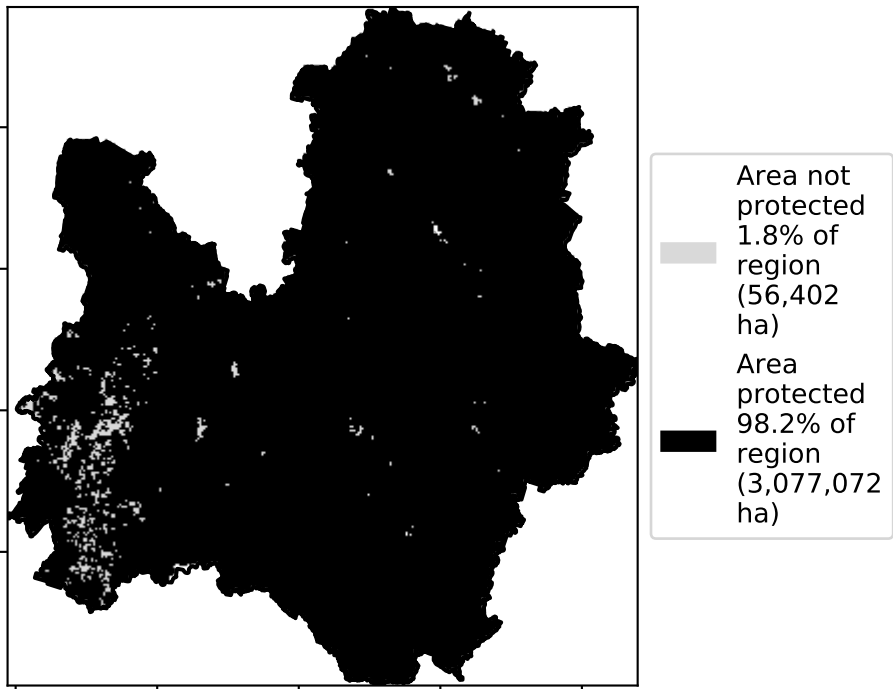 Area not
protected
1.8% of
region
(56,402
ha)
Area
protected
98.2% of
region
(3,077,072
ha)